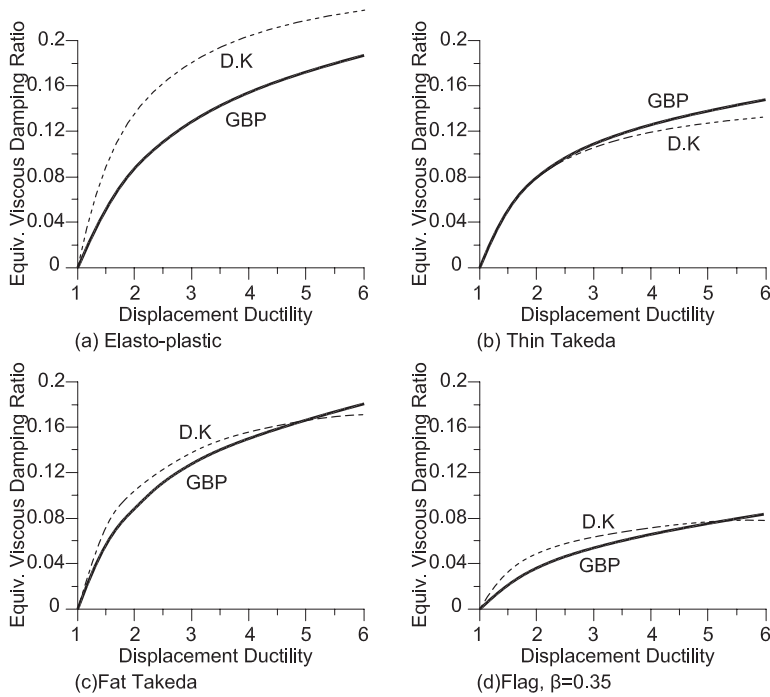 Equiv. Viscous Damping Ratio
0.2
0.16
0.12
0.08
0.04
0
D.K
GBP
1 2 3 4 5 6
Displacement Ductility
(a) Elasto-plastic
Equiv. Viscous Damping Ratio
0.2
0.16
0.12
0.08
0.04
0
GBP
D.K
1 2 3 4 5 6
Displacement Ductility
(b) Thin Takeda
Equiv. Viscous Damping Ratio
0.2
0.16
0.12
0.08
0.04
0
D.K
GBP
1 2 3 4 5 6
Displacement Ductility
(c)Fat Takeda
Equiv. Viscous Damping Ratio
0.2
0.16
0.12
0.08
0.04
0
D.K
GBP
1 2 3 4 5 6
Displacement Ductility
(d)Flag, β=0.35